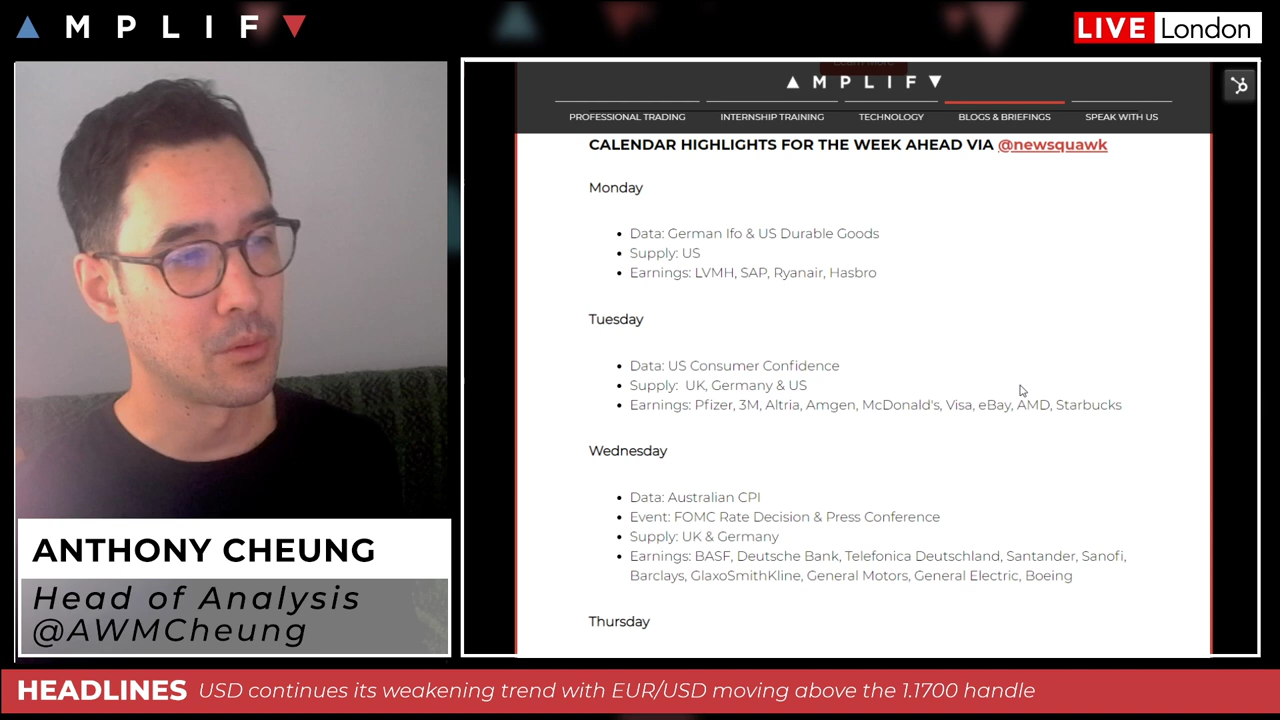 ▲ M P L I F ▼
LIVE London
▲ M P L I F ▼
PROFESSIONAL TRADING INTERNSHIP TRAINING TECHNOLOGY BLOGS & BRIEFINGS SPEAK WITH US
CALENDAR HIGHLIGHTS FOR THE WEEK AHEAD VIA @newsquawk
Monday
• Data: German Ifo & US Durable Goods
• Supply: US
• Earnings: LVMH, SAP, Ryanair, Hasbro
Tuesday
• Data: US Consumer Confidence
• Supply: UK, Germany & US
• Earnings: Pfizer, 3M, Altria, Amgen, McDonald's, Visa, eBay, AMD, Starbucks
Wednesday
• Data: Australian CPI
• Event: FOMC Rate Decision & Press Conference
• Supply: UK & Germany
• Earnings: BASF, Deutsche Bank, Telefonica Deutschland, Santander, Sanofi,
Barclays, GlaxoSmithKline, General Motors, General Electric, Boeing
Thursday
ANTHONY CHEUNG
Head of Analysis
@AWMCheung
HEADLINES USD continues its weakening trend with EUR/USD moving above the 1.1700 handle